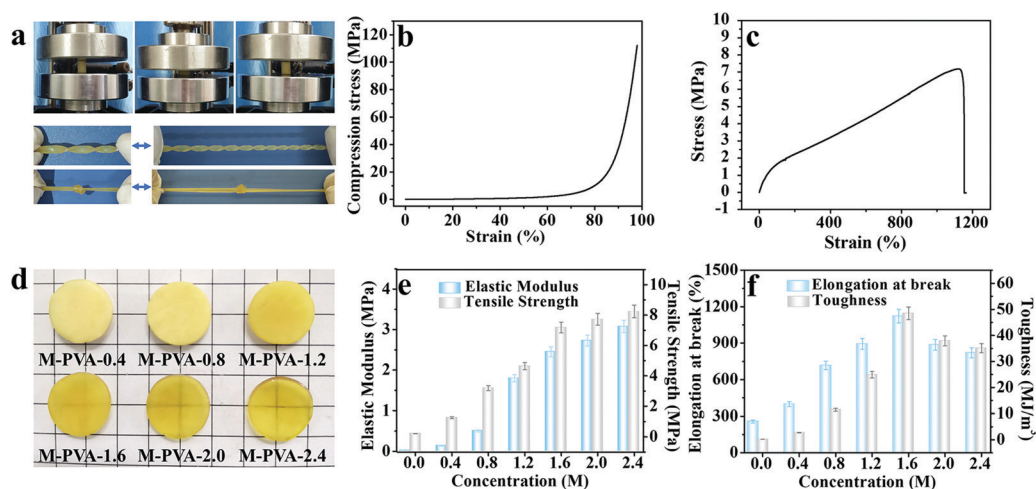 a
b
Compression stress (MPa)
120
100
80
60
40
20
0
0 20 40 60 80 100
Strain (%)
c
Stress (MPa)
10
9
8
7
6
5
4
3
2
1
0
-1
0 400 800 1200
Strain (%)
d
M-PVA-0.4 M-PVA-0.8 M-PVA-1.2
M-PVA-1.6 M-PVA-2.0 M-PVA-2.4
e
Elastic Modulus
Tensile Strength
Elastic Modulus (MPa)
4
3
2
1
0
0.0 0.4 0.8 1.2 1.6 2.0 2.4
Concentration (M)
10
8
6
4
2
0
Tensile Strength (MPa)
f
Elongation at break
Toughness
Elongation at break (%)
1500
1200
900
600
300
0
0.0 0.4 0.8 1.2 1.6 2.0 2.4
Concentration (M)
60
50
40
30
20
10
0
Toughness (MJ/m³)